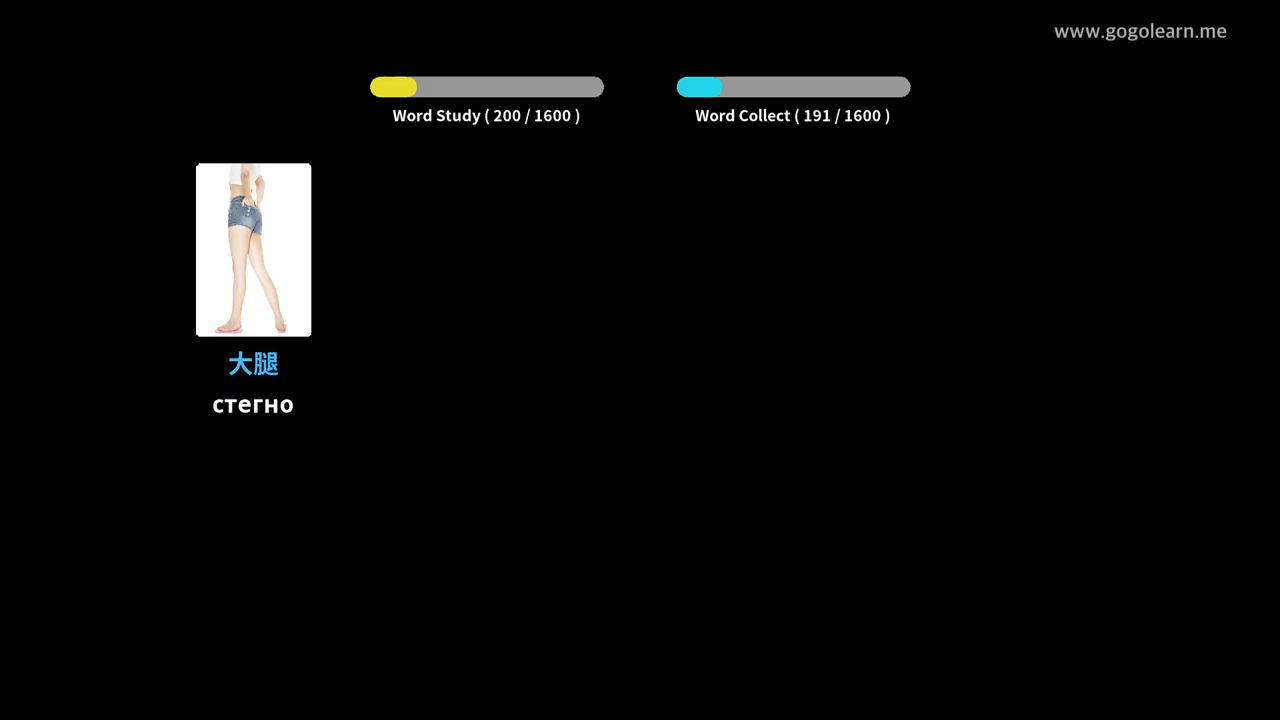 www.gogolearn.me
Word Study ( 200 / 1600 )
Word Collect ( 191 / 1600 )
大腿
стегно